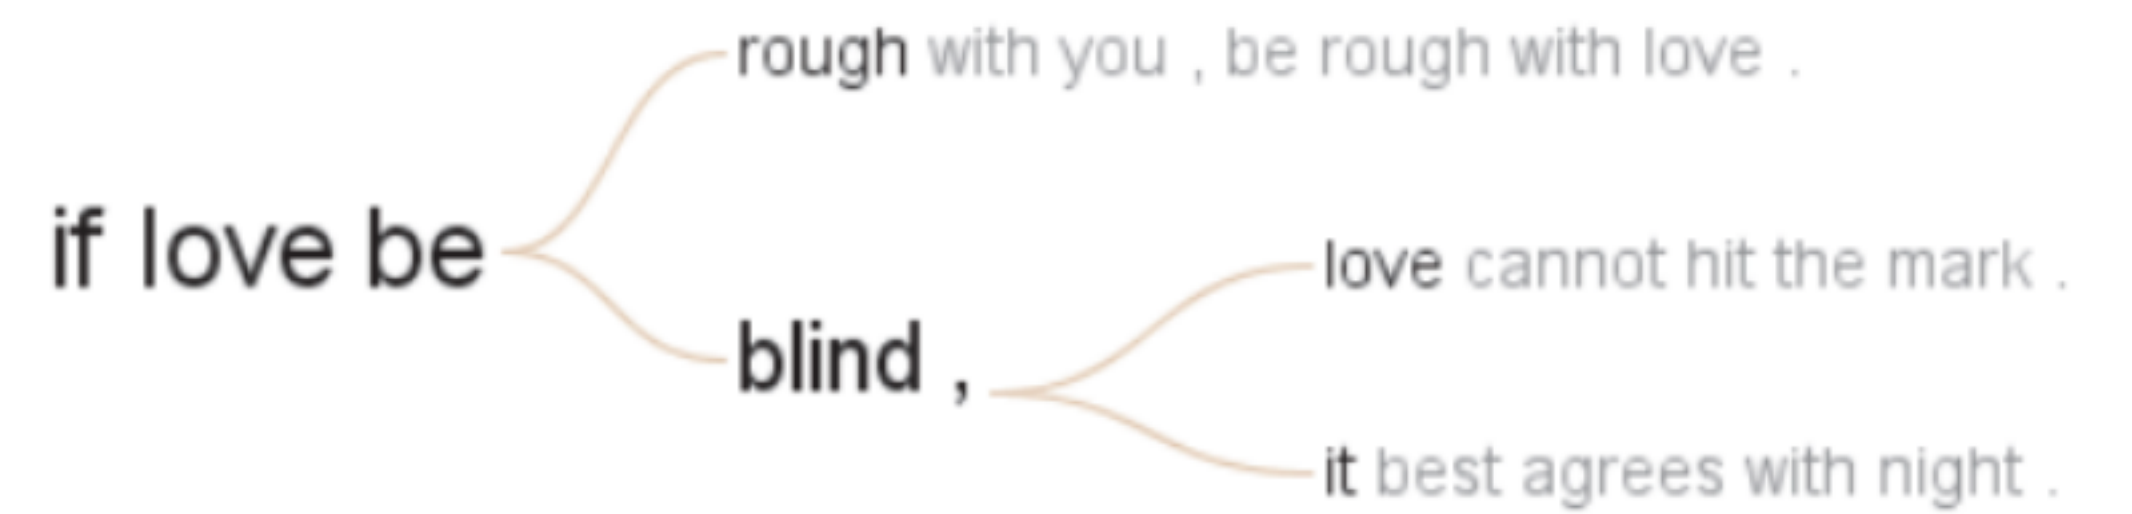 rough with you , be rough with love .
if love be
love cannot hit the mark .
blind ,
it best agrees with night .